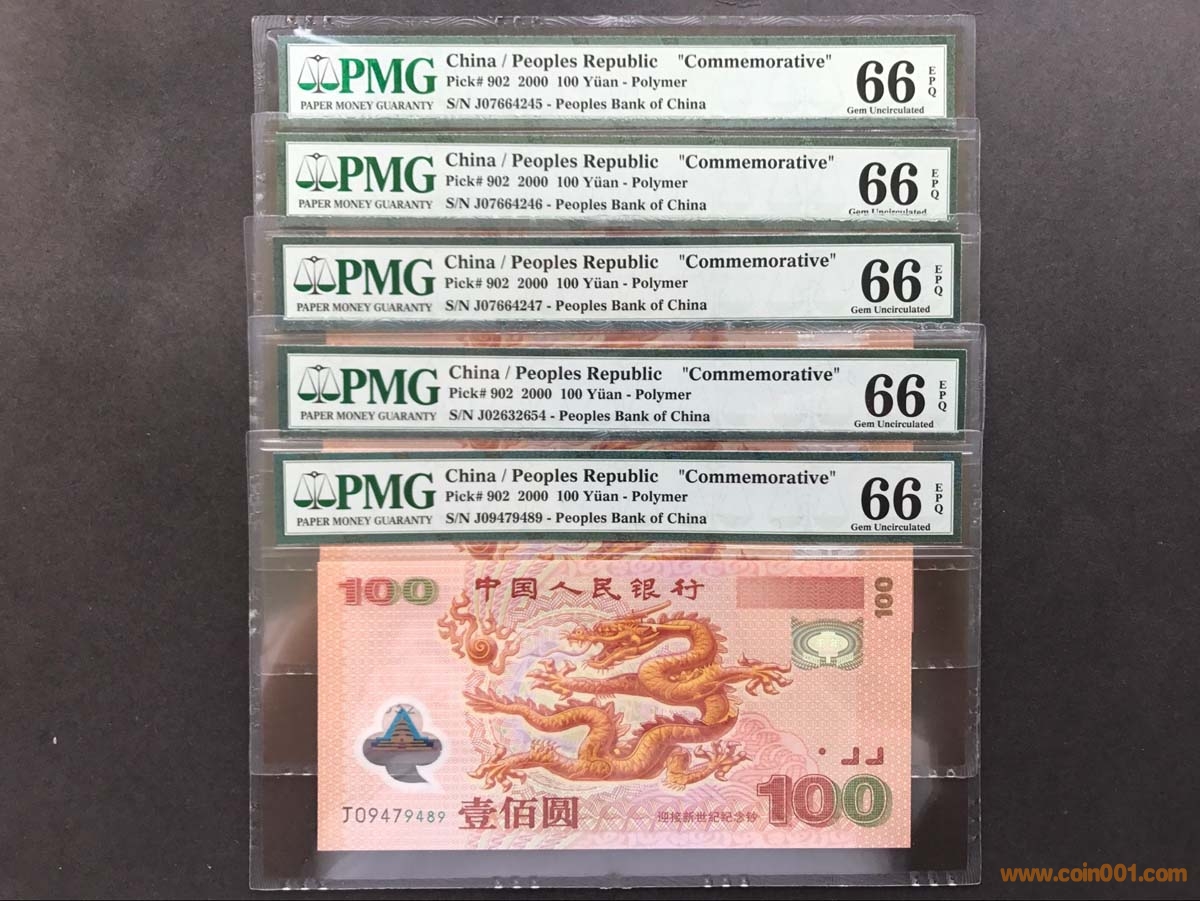 PMG
PAPER MONEY GUARANTY
China / Peoples Republic "Commemorative"
Pick# 902 2000 100 Yüan - Polymer
S/N J07664245 - Peoples Bank of China
66
EPQ
Gem Uncirculated
PMG
PAPER MONEY GUARANTY
China / Peoples Republic "Commemorative"
Pick# 902 2000 100 Yüan - Polymer
S/N J07664246 - Peoples Bank of China
66
EPQ
Gem Uncirculated
PMG
PAPER MONEY GUARANTY
China / Peoples Republic "Commemorative"
Pick# 902 2000 100 Yüan - Polymer
S/N J07664247 - Peoples Bank of China
66
EPQ
Gem Uncirculated
PMG
PAPER MONEY GUARANTY
China / Peoples Republic "Commemorative"
Pick# 902 2000 100 Yüan - Polymer
S/N J02632654 - Peoples Bank of China
66
EPQ
Gem Uncirculated
PMG
PAPER MONEY GUARANTY
China / Peoples Republic "Commemorative"
Pick# 902 2000 100 Yüan - Polymer
S/N J09479489 - Peoples Bank of China
66
EPQ
Gem Uncirculated
100
中国人民银行
100
J09479489
壹佰圆
迎接新世纪纪念钞
100
www.coin001.com